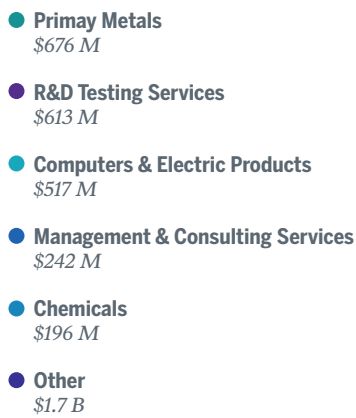 Primay Metals
$676 M
R&D Testing Services
$613 M
Computers & Electric Products
$517 M
Management & Consulting Services
$242 M
Chemicals
$196 M
Other
$1.7 B